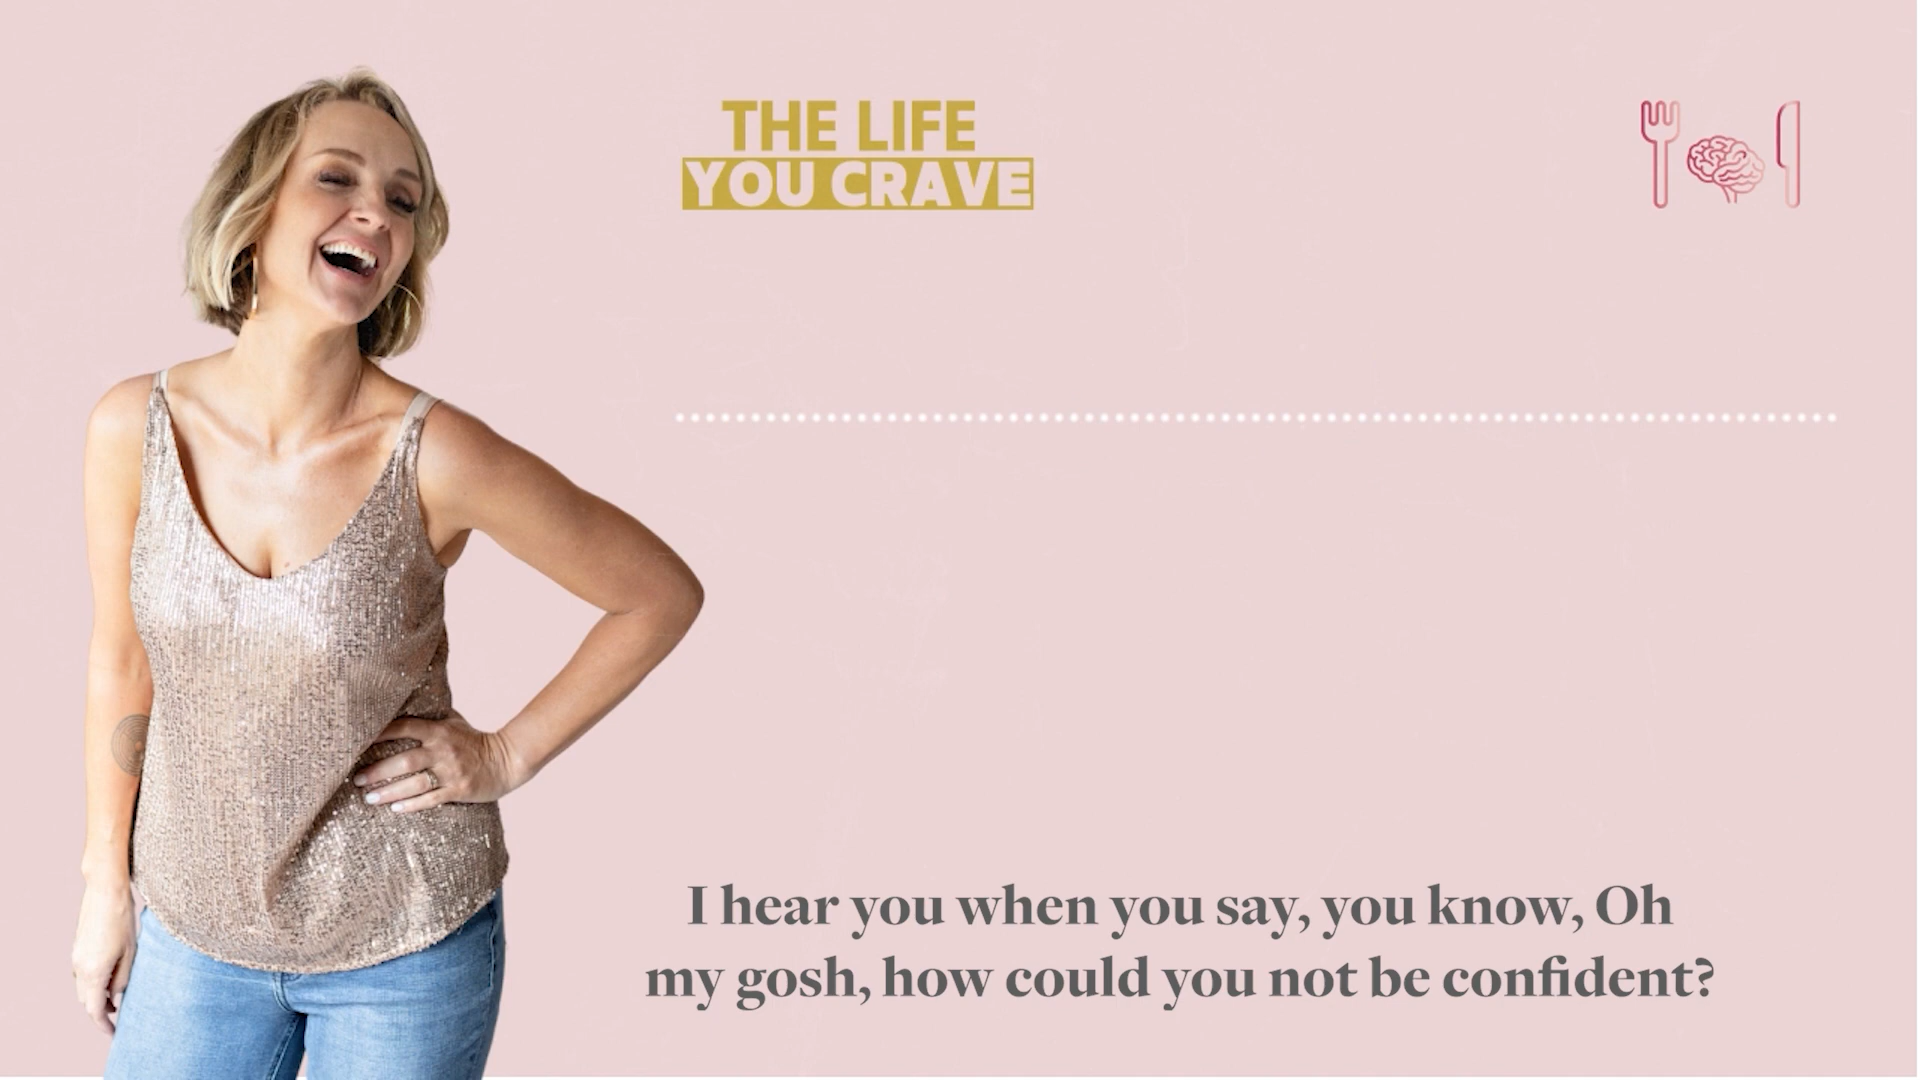 THE LIFE
YOU CRAVE
I hear you when you say, you know, Oh
my gosh, how could you not be confident?